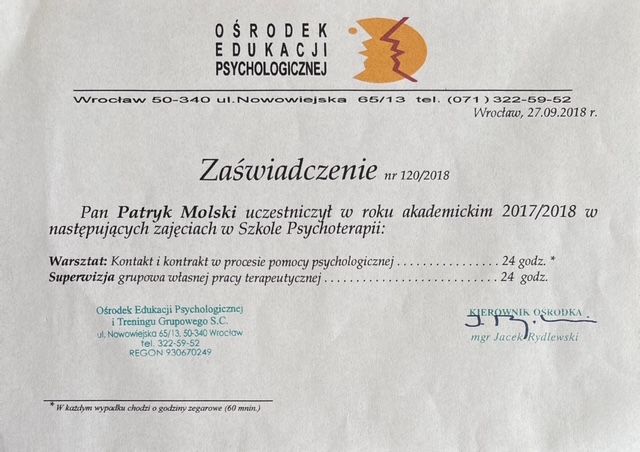 OŚRODEK
EDUKACJI
PSYCHOLOGICZNEJ
Wrocław 50-340 ul.Nowowiejska 65/13 tel. (071) 322-59-52
Wrocław, 27.09.2018 r.
Zaświadczenie nr 120/2018
Pan Patryk Molski uczestniczył w roku akademickim 2017/2018 w
następujących zajęciach w Szkole Psychoterapii:
Warsztat: Kontakt i kontrakt w procesie pomocy psychologicznej .................. 24 godz. *
Superwizja grupowa własnej pracy terapeutycznej ............................... 24 godz.
Ośrodek Edukacji Psychologicznej
i Treningu Grupowego S.C.
ul. Nowowiejska 65/13, 50-340 Wrocław
tel. 322-59-52
REGON 930670249
KIEROWNIK OŚRODKA
mgr Jacek Rydlewski
* W każdym wypadku chodzi o godziny zegarowe (60 mnin.)